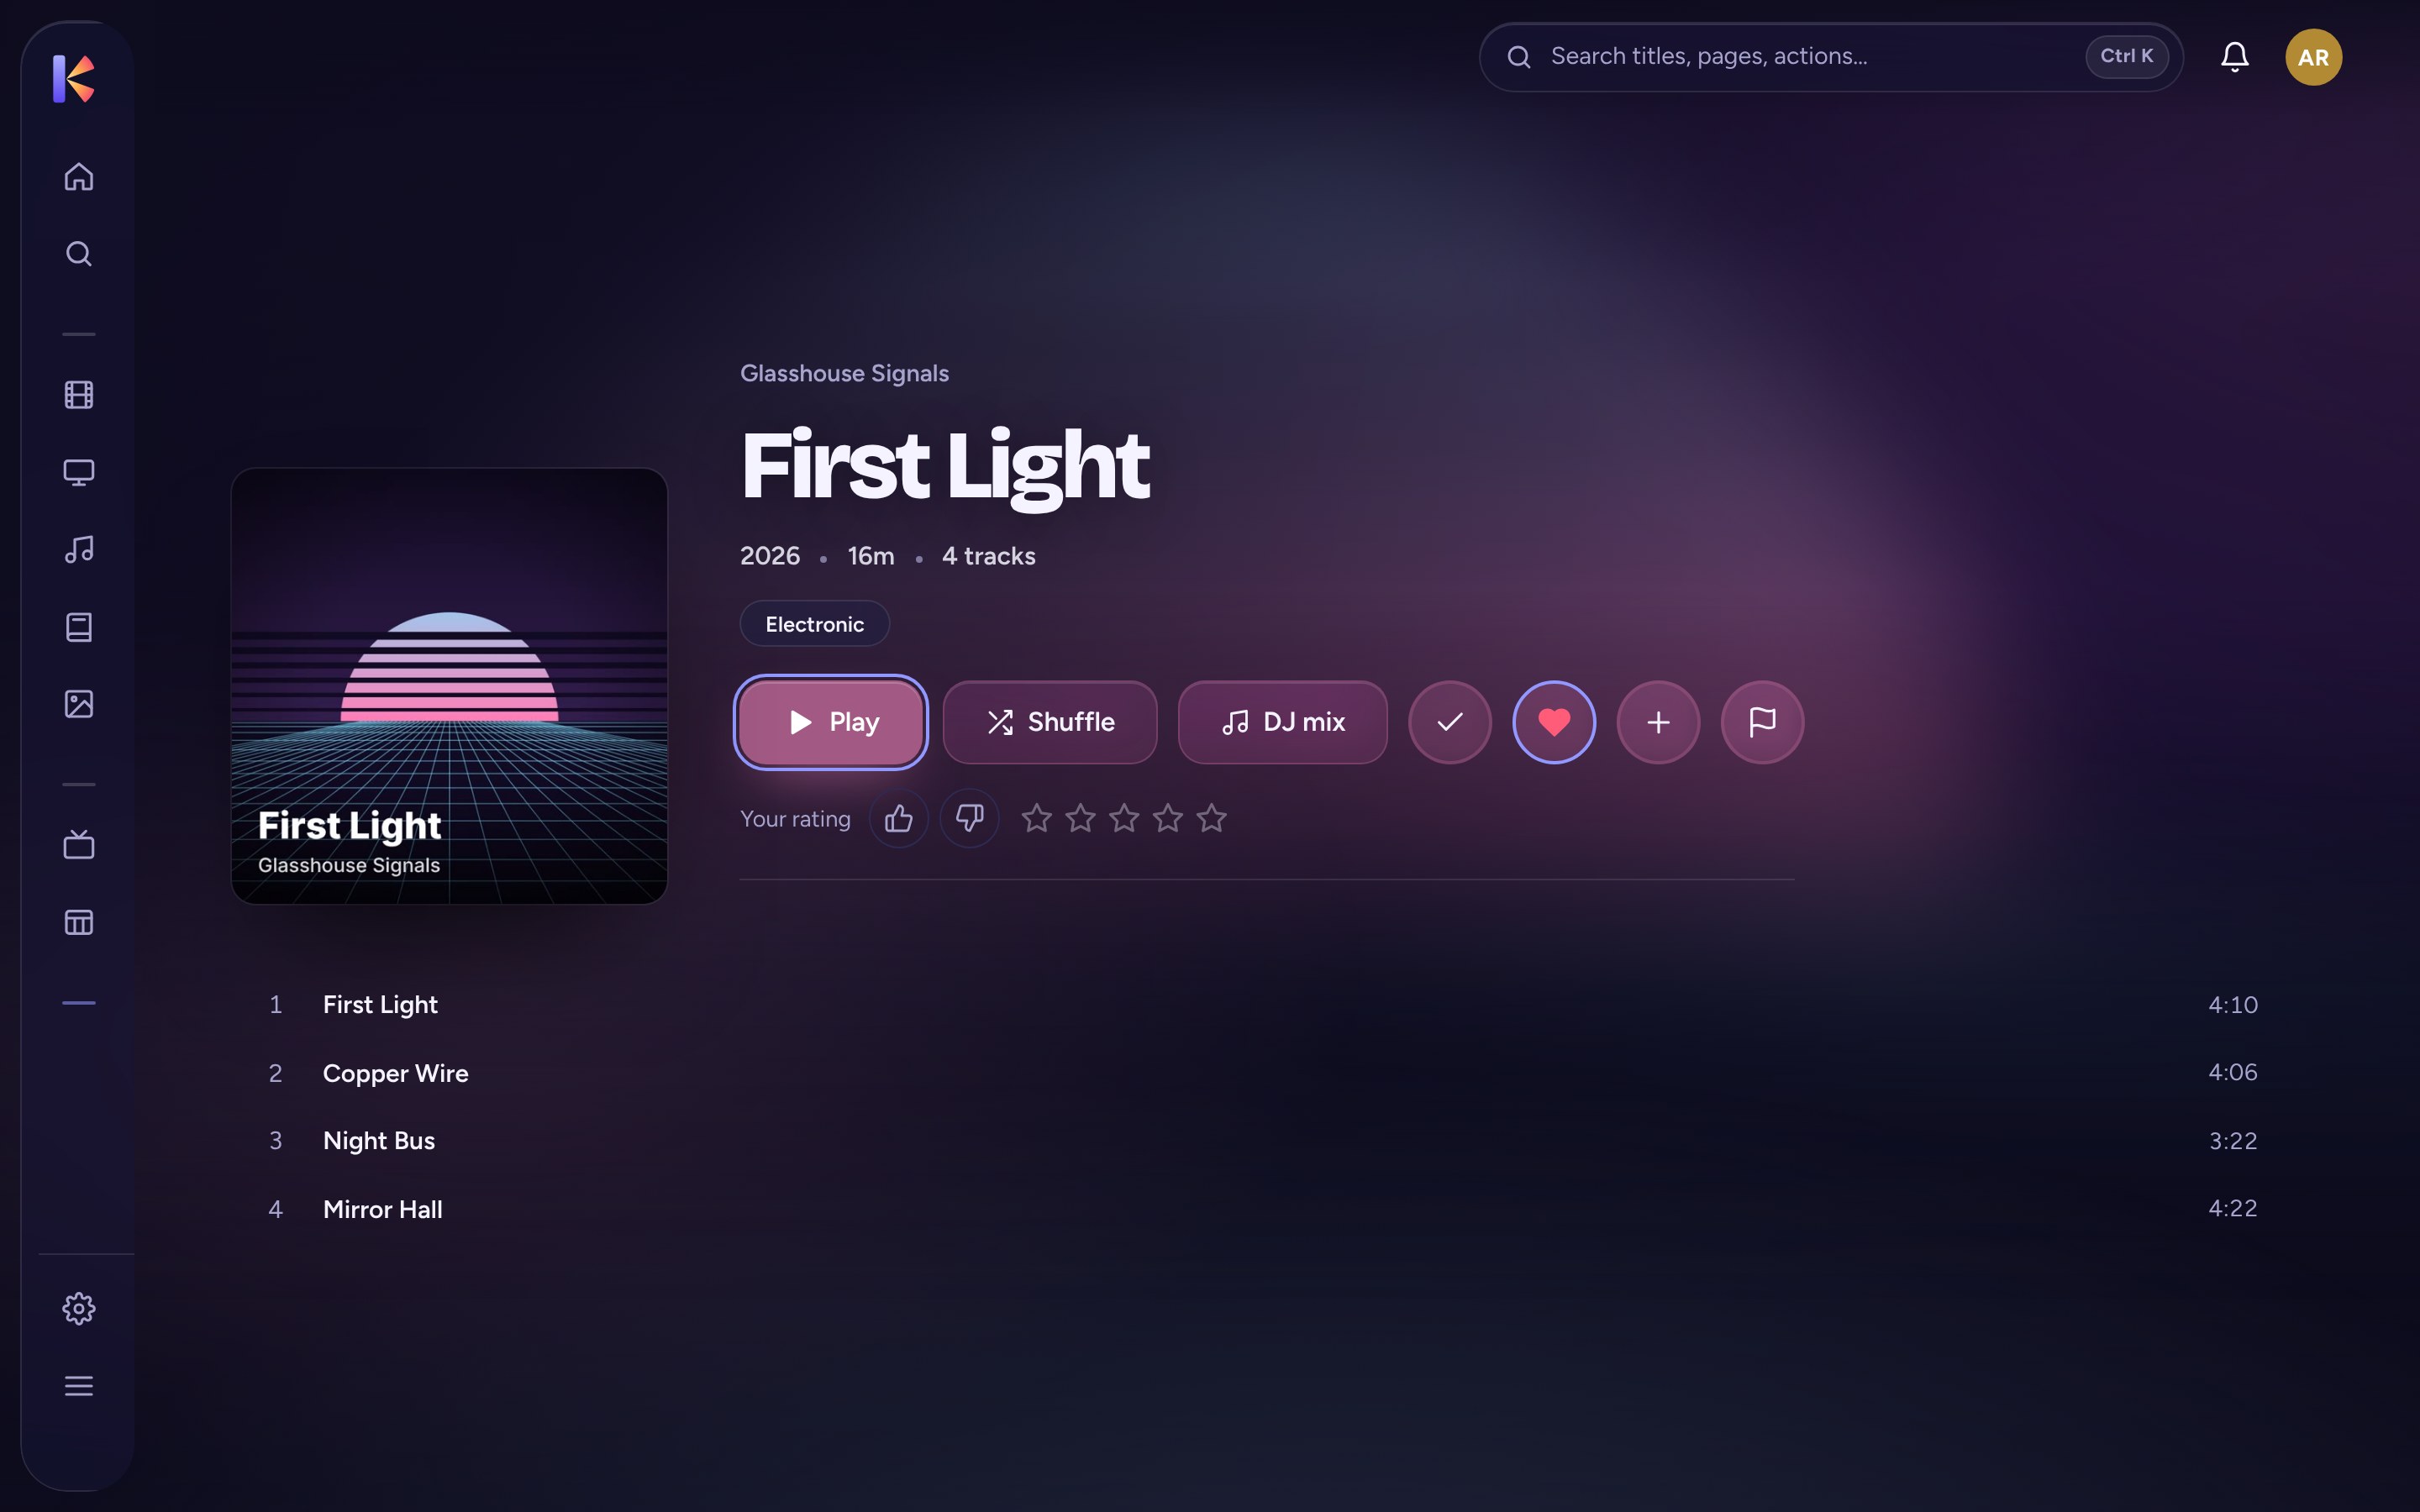 Search titles, pages, actions...
Ctrl K
AR
Glasshouse Signals
First Light
2026 • 16m • 4 tracks
Electronic
Play
Shuffle
DJ mix
Your rating
First Light
Glasshouse Signals
1 First Light 4:10
2 Copper Wire 4:06
3 Night Bus 3:22
4 Mirror Hall 4:22